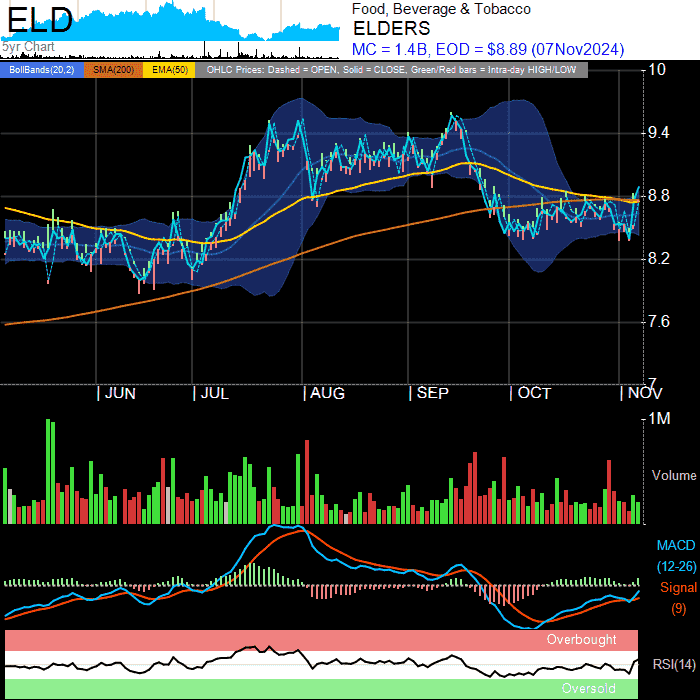 ELD
5yr Chart
Food, Beverage & Tobacco
ELDERS
MC = 1.4B, EOD = $8.89 (07Nov2024)
BollBands(20,2) SMA(200) EMA(50) OHLC Prices: Dashed = OPEN, Solid = CLOSE, Green/Red bars = Intra-day HIGH/LOW
10
9.4
8.8
8.2
7.6
7
JUN JUL AUG SEP OCT NOV
1M
Volume
MACD
(12-26)
Signal
(9)
Overbought
RSI(14)
Oversold